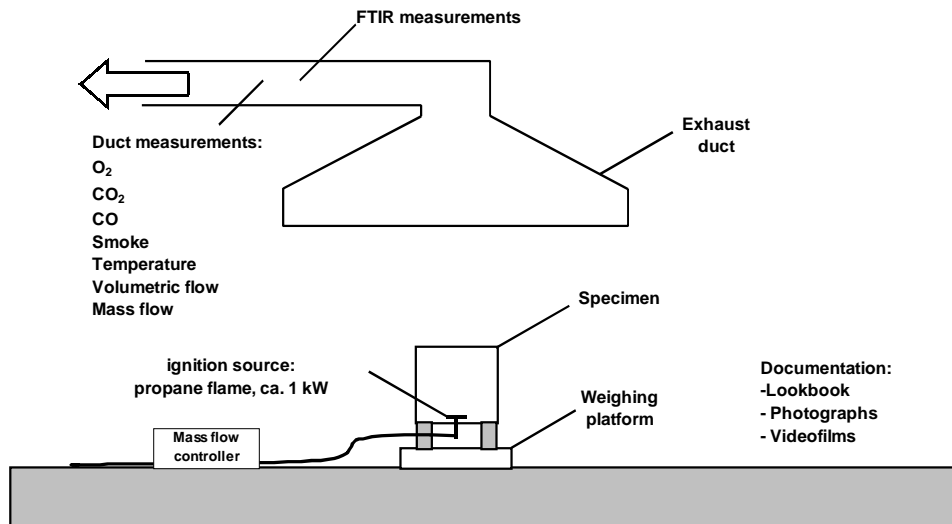 FTIR measurements
Duct measurements:
O₂
CO₂
CO
Smoke
Temperature
Volumetric flow
Mass flow
Exhaust
duct
Specimen
ignition source:
propane flame, ca. 1 kW
Weighing
platform
Documentation:
-Lookbook
- Photographs
- Videofilms
Mass flow
controller